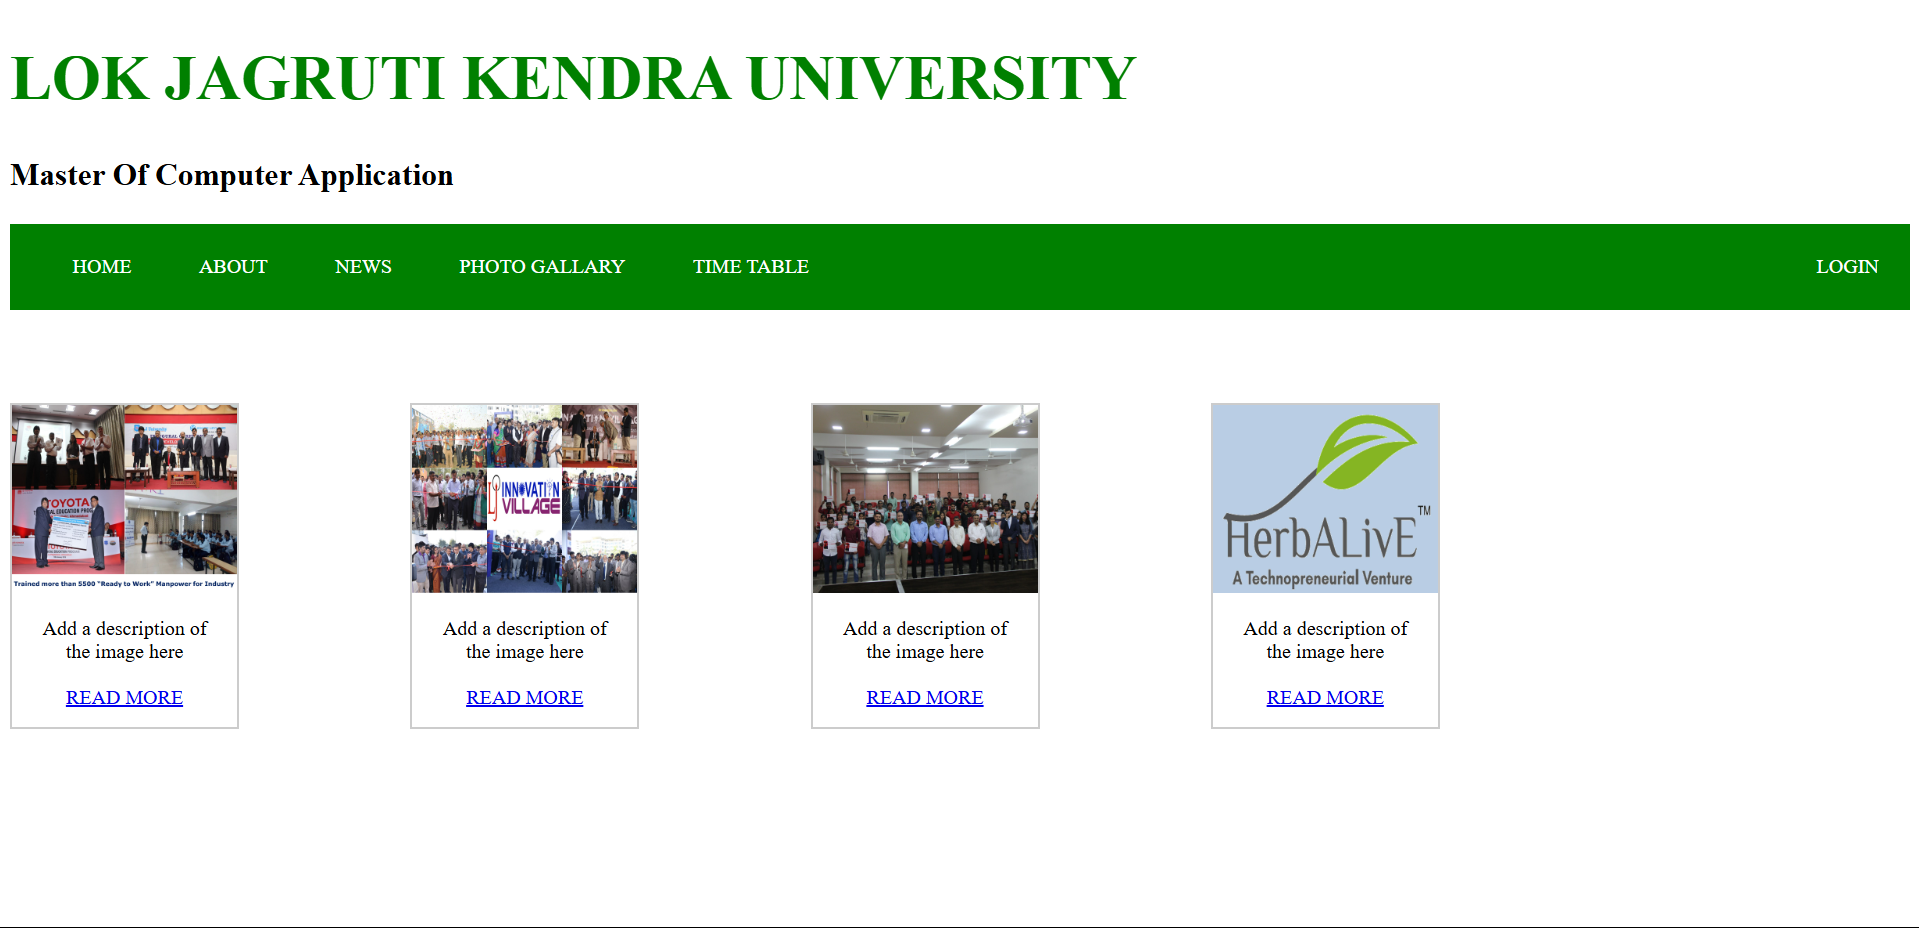 LOK JAGRUTI KENDRA UNIVERSITY
Master Of Computer Application
HOME ABOUT NEWS PHOTO GALLARY TIME TABLE LOGIN
TOYOTA
Trained more than 5500 "Ready to Work" Manpower for Industry
Add a description of
the image here
READ MORE
LJ INNOVATION
VILLAGE
Add a description of
the image here
READ MORE
Add a description of
the image here
READ MORE
HerbALivE TM
A Technopreneurial Venture
Add a description of
the image here
READ MORE